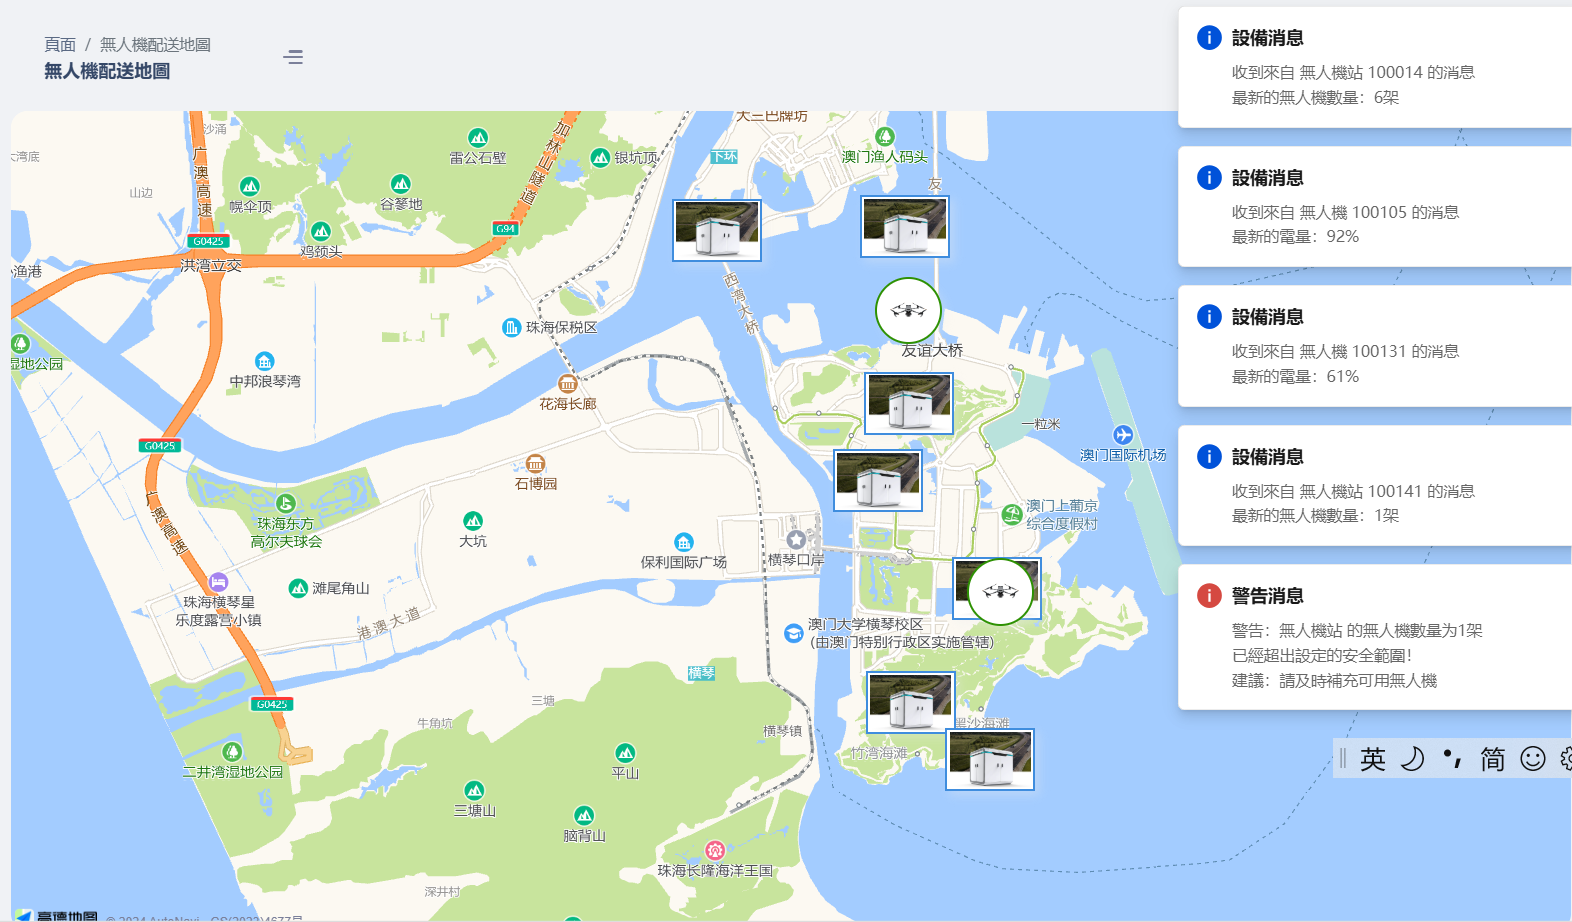 頁面 / 無人機配送地圖
無人機配送地圖
設備消息
收到來自 無人機站 100014 的消息
最新的無人機數量：6架
設備消息
收到來自 無人機 100105 的消息
最新的電量：92%
設備消息
收到來自 無人機 100131 的消息
最新的電量：61%
設備消息
收到來自 無人機站 100141 的消息
最新的無人機數量：1架
警告消息
警告：無人機站 的無人機數量为1架
已經超出設定的安全範圍！
建議：請及時補充可用無人機
英 简
大三巴牌坊
沙涌
加林山隧道
雷公石壁
银坑顶
下环
澳门渔人码头
大湾底
广澳高速
山边
幌伞顶
谷篸地
友
鸡颈头
G94
G0425
洪湾立交
小渔港
西湾大桥
珠海保税区
友谊大桥
湿地公园
中邦浪琴湾
花海长廊
一粒米
澳门国际机场
G0425
石博园
广澳高速
珠海东方
高尔夫球会
大坑
澳门上葡京
综合度假村
保利国际广场
横琴口岸
滩尾角山
珠海横琴星
乐度露营小镇
港澳大道
澳门大学横琴校区
(由澳门特别行政区实施管辖)
横琴
三塘
G0425
牛角坑
横琴镇
黑沙海滩
竹湾海滩
二井湾湿地公园
平山
三塘山
脑背山
珠海长隆海洋王国
深井村
高德地图 © 2024 AutoNavi - GS(2023)4677号